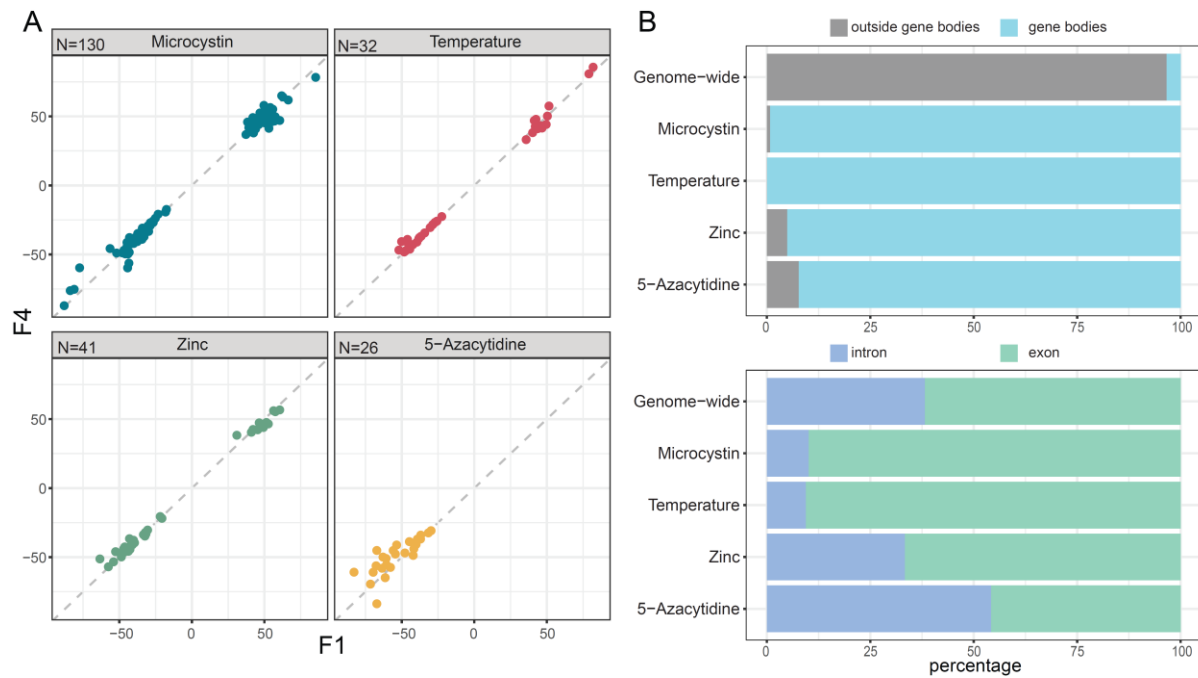 A
N=130 Microcystin
N=32 Temperature
50
0
−50
F4
N=41 Zinc
N=26 5−Azacytidine
50
0
−50
−50 0 50 −50 0 50
F1
B
outside gene bodies gene bodies
Genome−wide
Microcystin
Temperature
Zinc
5−Azacytidine
0 25 50 75 100
intron exon
Genome−wide
Microcystin
Temperature
Zinc
5−Azacytidine
0 25 50 75 100
percentage